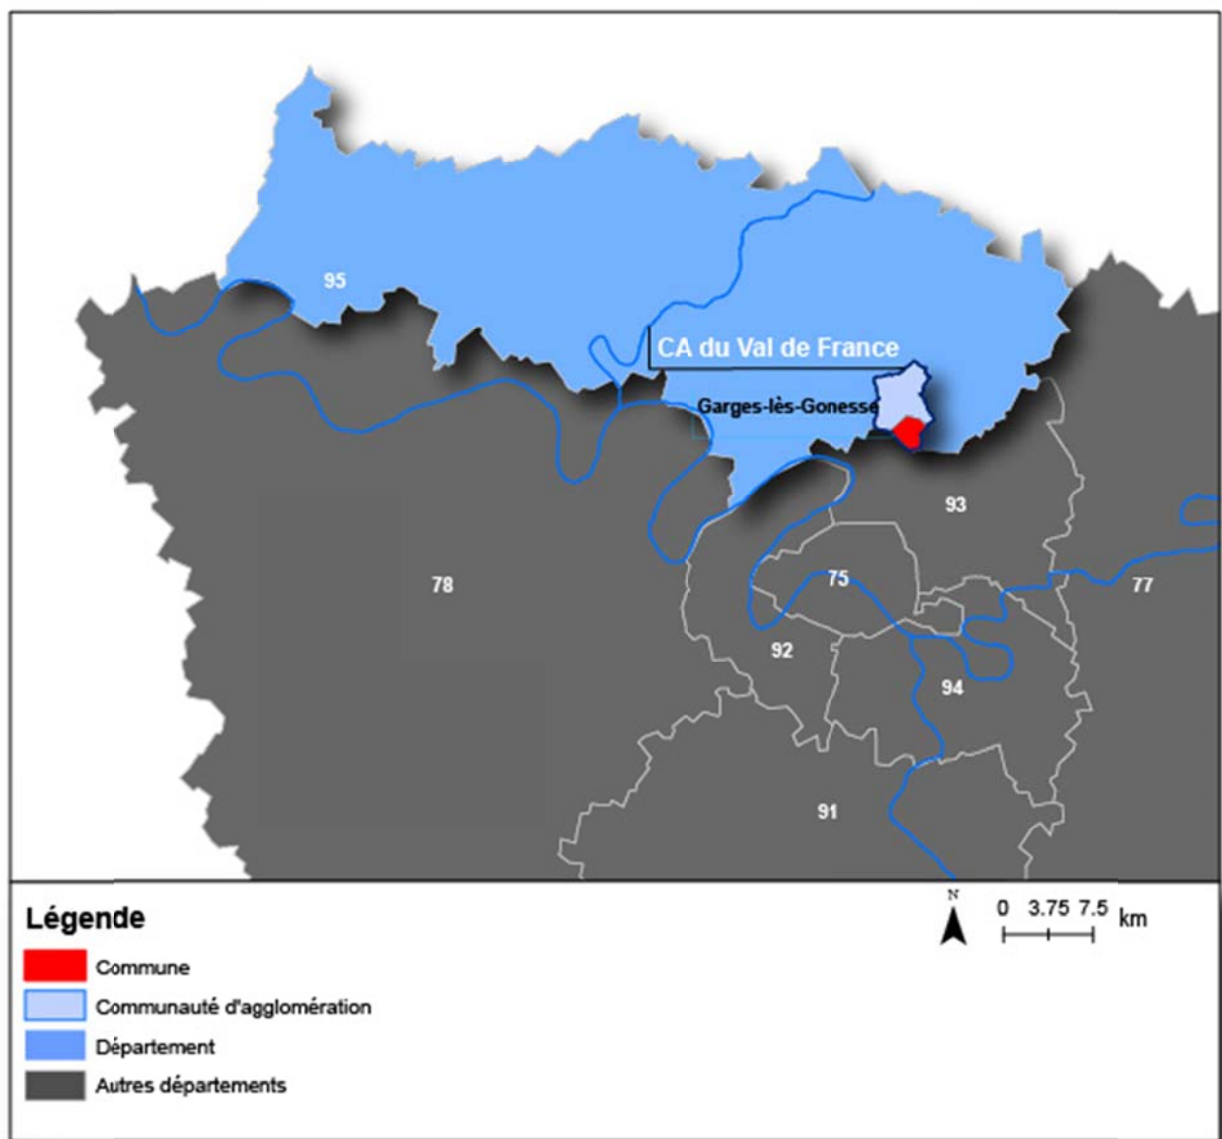 95
CA du Val de France
Garges-lès-Gonesse
93
78
75
77
92
94
91
Légende
N
0 3.75 7.5 km
Commune
Communauté d'agglomération
Département
Autres départements